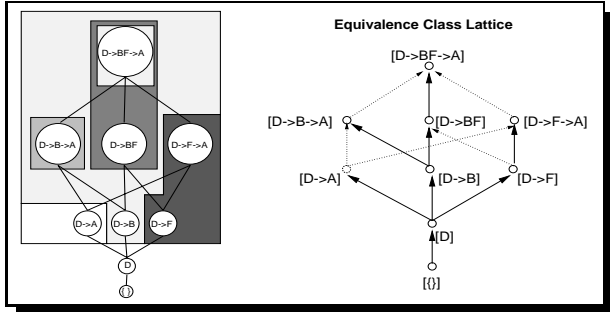 D->BF->A
D->B->A
D->BF
D->F->A
D->A
D->B
D->F
D
{ }
Equivalence Class Lattice
[D->BF->A]
[D->B->A]
[D->BF]
[D->F->A]
[D->A]
[D->B]
[D->F]
[D]
[{}]